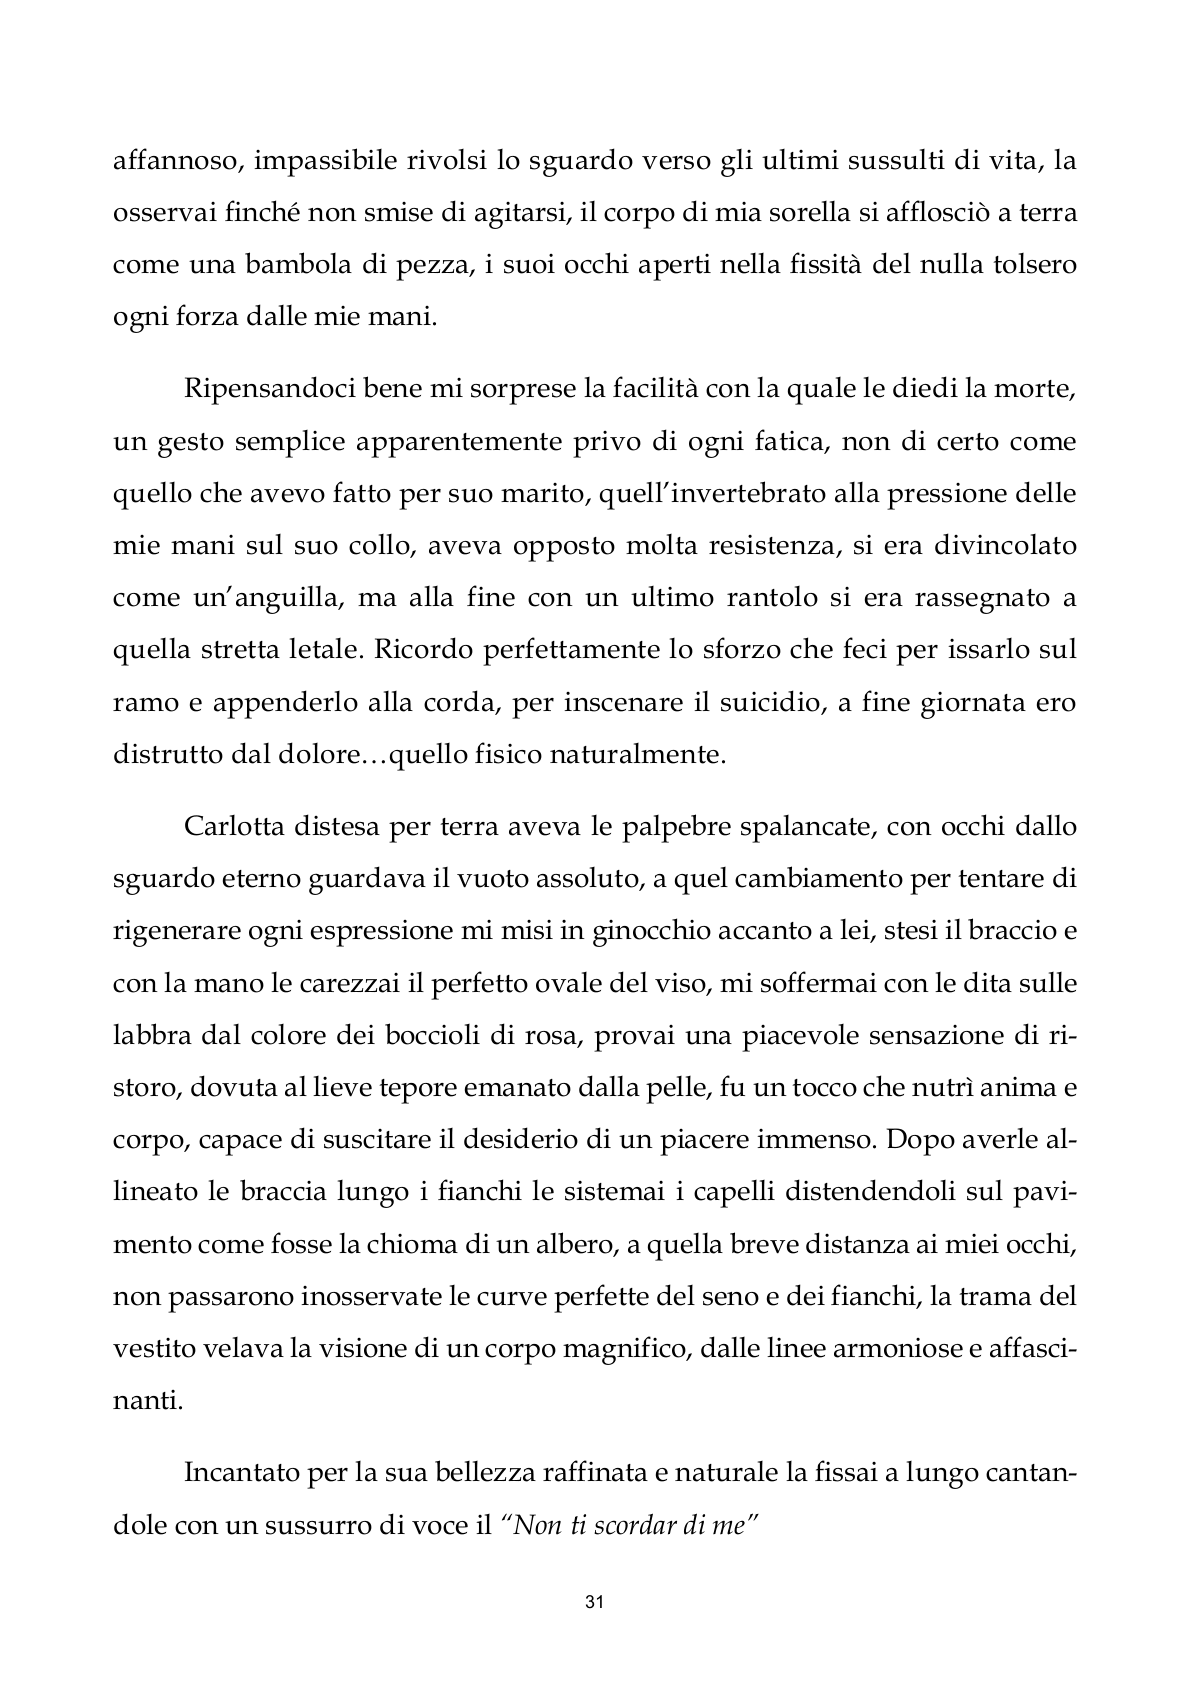 affannoso, impassibile rivolsi lo sguardo verso gli ultimi sussulti di vita, la
osservai finché non smise di agitarsi, il corpo di mia sorella si afflosciò a terra
come una bambola di pezza, i suoi occhi aperti nella fissità del nulla tolsero
ogni forza dalle mie mani.
Ripensandoci bene mi sorprese la facilità con la quale le diedi la morte,
un gesto semplice apparentemente privo di ogni fatica, non di certo come
quello che avevo fatto per suo marito, quell’invertebrato alla pressione delle
mie mani sul suo collo, aveva opposto molta resistenza, si era divincolato
come un’anguilla, ma alla fine con un ultimo rantolo si era rassegnato a
quella stretta letale. Ricordo perfettamente lo sforzo che feci per issarlo sul
ramo e appenderlo alla corda, per inscenare il suicidio, a fine giornata ero
distrutto dal dolore…quello fisico naturalmente.
Carlotta distesa per terra aveva le palpebre spalancate, con occhi dallo
sguardo eterno guardava il vuoto assoluto, a quel cambiamento per tentare di
rigenerare ogni espressione mi misi in ginocchio accanto a lei, stesi il braccio e
con la mano le carezzai il perfetto ovale del viso, mi soffermai con le dita sulle
labbra dal colore dei boccioli di rosa, provai una piacevole sensazione di ri-
storo, dovuta al lieve tepore emanato dalla pelle, fu un tocco che nutrì anima e
corpo, capace di suscitare il desiderio di un piacere immenso. Dopo averle al-
lineato le braccia lungo i fianchi le sistemai i capelli distendendoli sul pavi-
mento come fosse la chioma di un albero, a quella breve distanza ai miei occhi,
non passarono inosservate le curve perfette del seno e dei fianchi, la trama del
vestito velava la visione di un corpo magnifico, dalle linee armoniose e affasci-
nanti.
Incantato per la sua bellezza raffinata e naturale la fissai a lungo cantan-
dole con un sussurro di voce il “Non ti scordar di me”
31